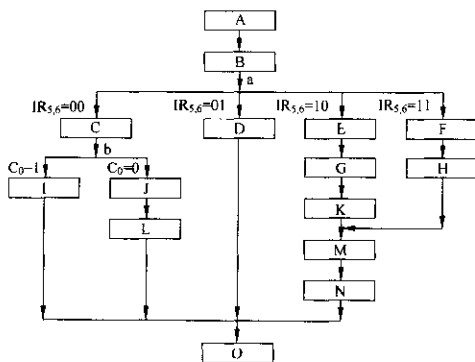 A
B
a
IR5,6=00 IR5,6=01 IR5,6=10 IR5,6=11
C D E F
b
C0=1 C0=0 G H
I J
K
L
M
N
O